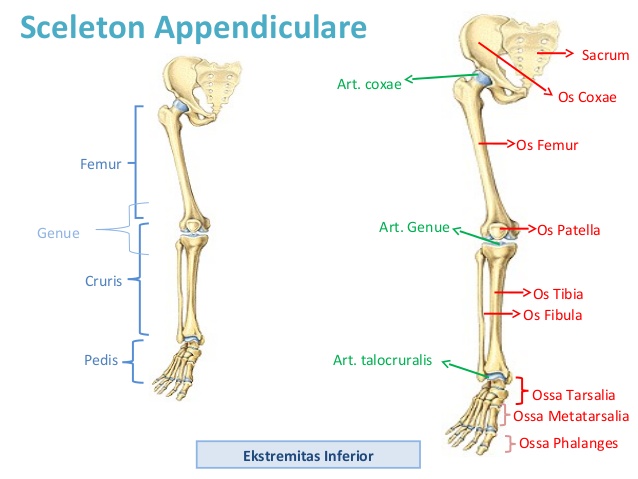 Sceleton Appendiculare
Femur
Genue
Cruris
Pedis
Art. coxae
Sacrum
Os Coxae
Os Femur
Art. Genue
Os Patella
Os Tibia
Os Fibula
Art. talocruralis
Ossa Tarsalia
Ossa Metatarsalia
Ossa Phalanges
Ekstremitas Inferior